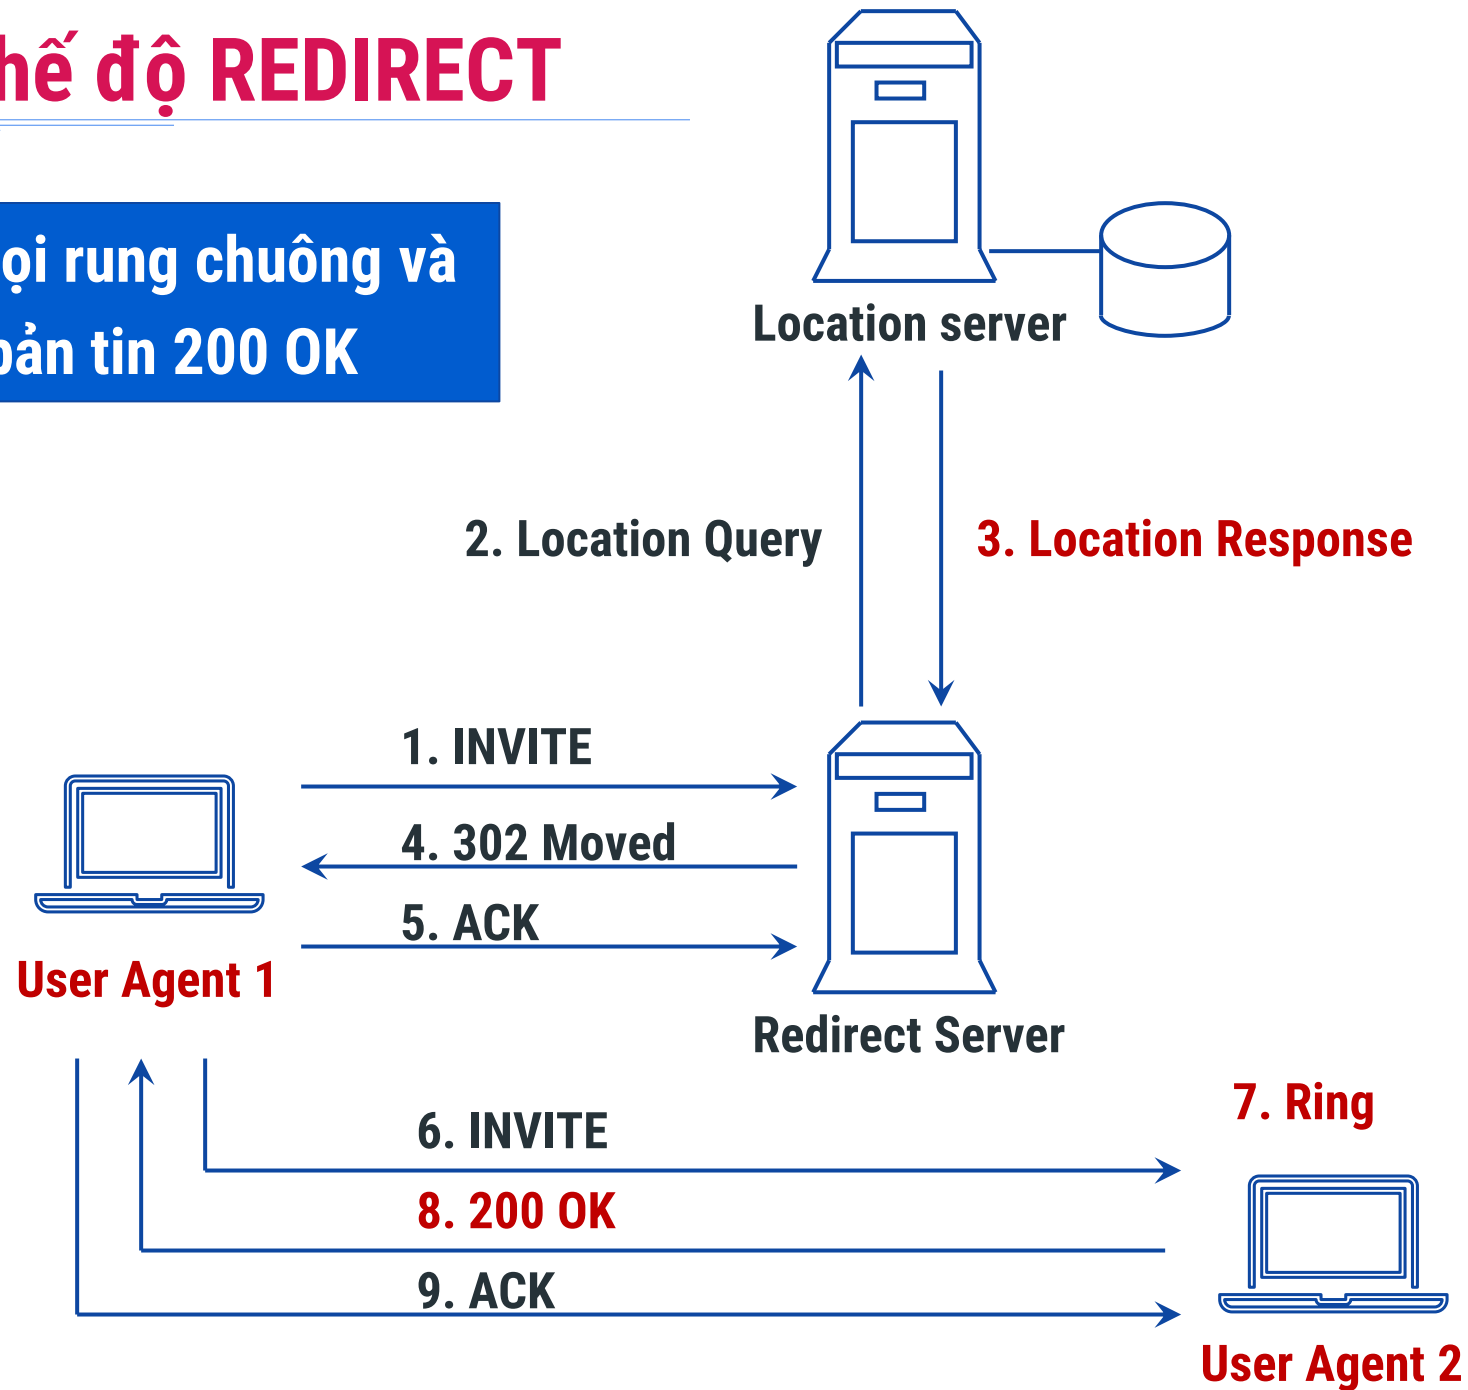 hế độ REDIRECT
ọi rung chuông và
bản tin 200 OK
Location server
2. Location Query
3. Location Response
1. INVITE
4. 302 Moved
5. ACK
User Agent 1
Redirect Server
7. Ring
6. INVITE
8. 200 OK
9. ACK
User Agent 2